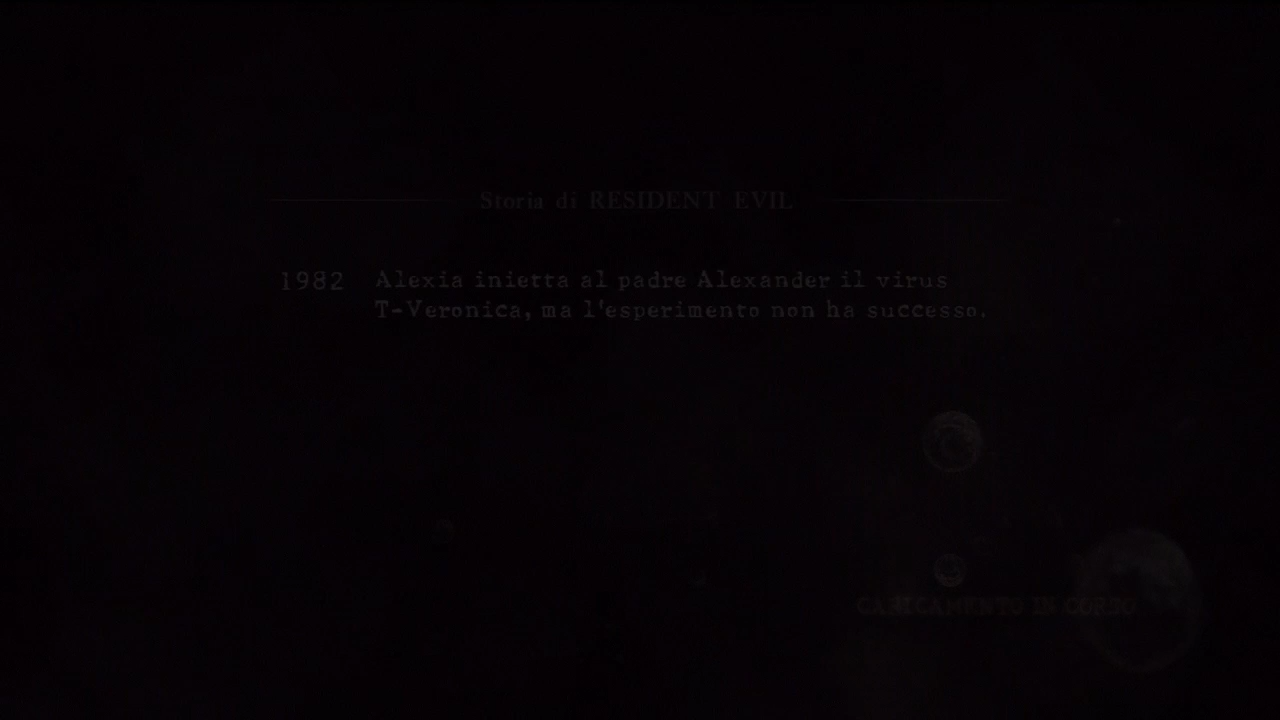 Storia di RESIDENT EVIL
1982 Alexia inietta al padre Alexander il virus
T-Veronica, ma l'esperimento non ha successo.
CARICAMENTO IN CORSO